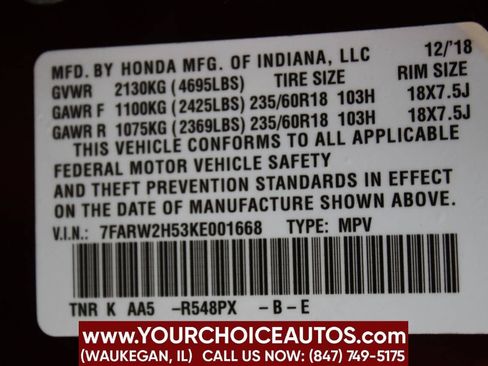 MFD. BY HONDA MFG. OF INDIANA, LLC 12/'18
GVWR 2130KG (4695LBS) TIRE SIZE RIM SIZE
GAWR F 1100KG (2425LBS) 235/60R18 103H 18X7.5J
GAWR R 1075KG (2369LBS) 235/60R18 103H 18X7.5J
THIS VEHICLE CONFORMS TO ALL APPLICABLE
FEDERAL MOTOR VEHICLE SAFETY
AND THEFT PREVENTION STANDARDS IN EFFECT
ON THE DATE OF MANUFACTURE SHOWN ABOVE.
V.I.N.: 7FARW2H53KE001668 TYPE: MPV
TNR K AA5 -R548PX -B-E
WWW.YOURCHOICEAUTOS.COM
(WAUKEGAN, IL) CALL US NOW: (847) 749-5175